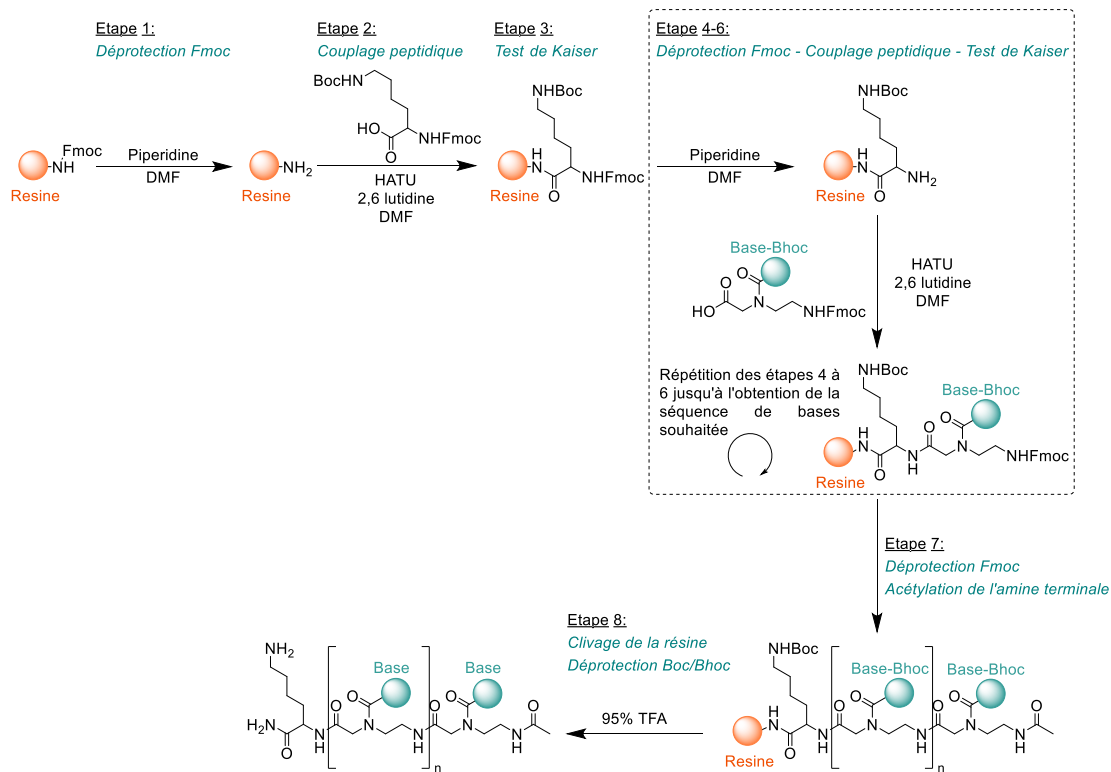 Etape 1:
Déprotection Fmoc
Etape 2:
Couplage peptidique
Etape 3:
Test de Kaiser
Etape 4-6:
Déprotection Fmoc - Couplage peptidique - Test de Kaiser
Fmoc
NH
Resine
Piperidine
DMF
NH2
Resine
BocHN
HO
O
NHFmoc
HATU
2,6 lutidine
DMF
NHBoc
H
N
O
NHFmoc
Resine
Piperidine
DMF
NHBoc
H
N
O
NH2
Resine
Base-Bhoc
O
O
HO
N
NHFmoc
HATU
2,6 lutidine
DMF
Répétition des étapes 4 à
6 jusqu'à l'obtention de la
séquence de bases
souhaitée
NHBoc
Base-Bhoc
O
H
N
O
N
O
N
H
NHFmoc
Resine
Etape 7:
Déprotection Fmoc
Acétylation de l'amine terminale
Etape 8:
Clivage de la résine
Déprotection Boc/Bhoc
95% TFA
NHBoc
Base-Bhoc
Base-Bhoc
O
O
H
N
O
O
O
O
N
H
N
N
H
N
N
H
n
Resine
NH2
Base
Base
O
O
H2N
O
O
O
O
N
H
N
N
H
N
N
H
n